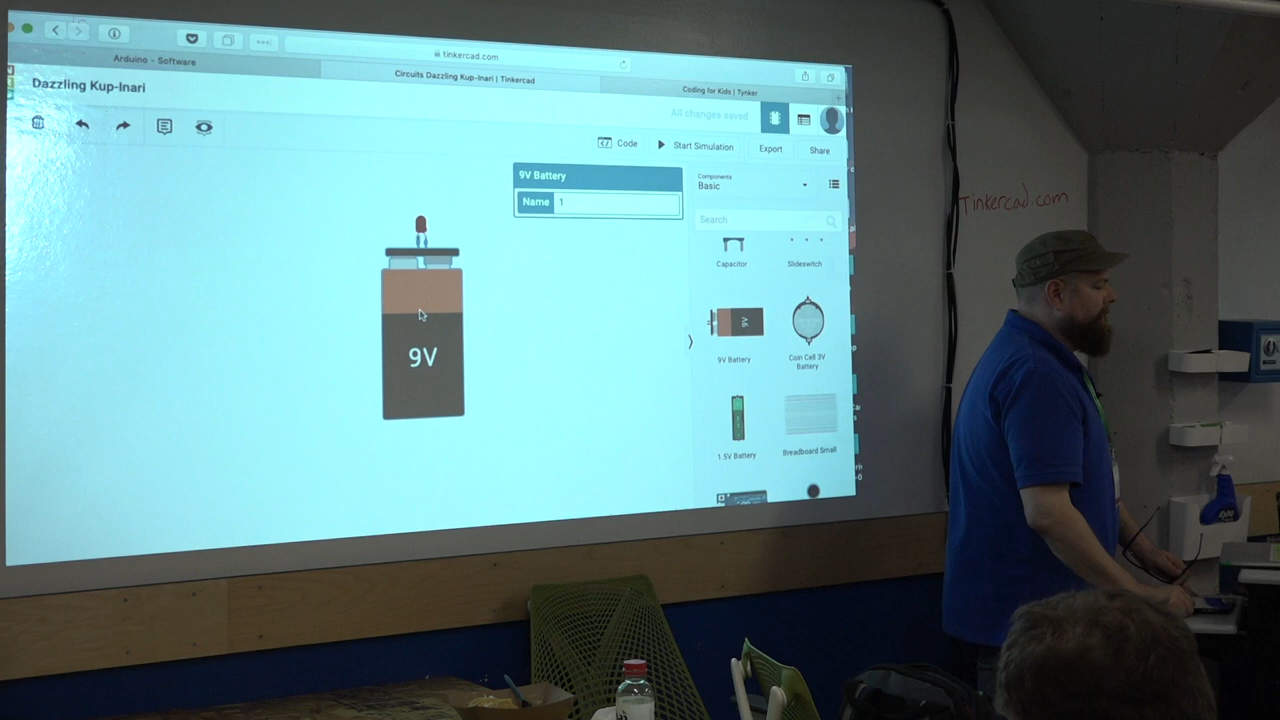 tinkercad.com
Arduino - Software
Circuits Dazzling Kup-Inari | Tinkercad
Coding for Kids | Tynker
Dazzling Kup-Inari
All changes saved
Code
Start Simulation
Export
Share
9V Battery
Name 1
Components
Basic
Search
Capacitor
Slideswitch
9V
9V
9V Battery
Coin Cell 3V
Battery
1.5V Battery
Breadboard Small
Tinkercad.com
EXPO